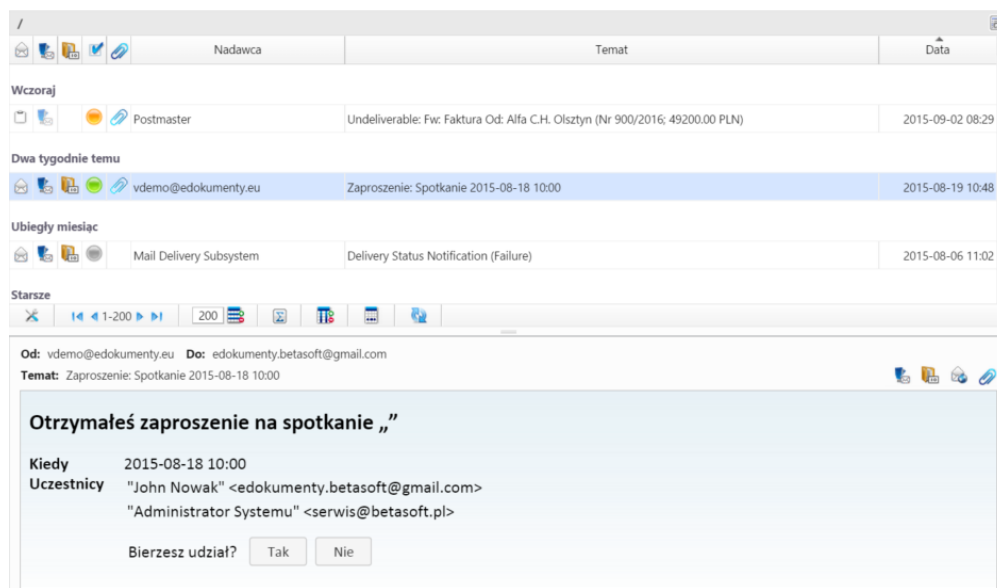 /
Nadawca Temat Data
Wczoraj
Postmaster Undeliverable: Fw: Faktura Od: Alfa C.H. Olsztyn (Nr 900/2016; 49200.00 PLN) 2015-09-02 08:29
Dwa tygodnie temu
vdemo@edokumenty.eu Zaproszenie: Spotkanie 2015-08-18 10:00 2015-08-19 10:48
Ubiegły miesiąc
Mail Delivery Subsystem Delivery Status Notification (Failure) 2015-08-06 11:02
Starsze
1-200 200
Od: vdemo@edokumenty.eu Do: edokumenty.betasoft@gmail.com
Temat: Zaproszenie: Spotkanie 2015-08-18 10:00
Otrzymałeś zaproszenie na spotkanie „”
Kiedy 2015-08-18 10:00
Uczestnicy "John Nowak" <edokumenty.betasoft@gmail.com>
"Administrator Systemu" <serwis@betasoft.pl>
Bierzesz udział? Tak Nie